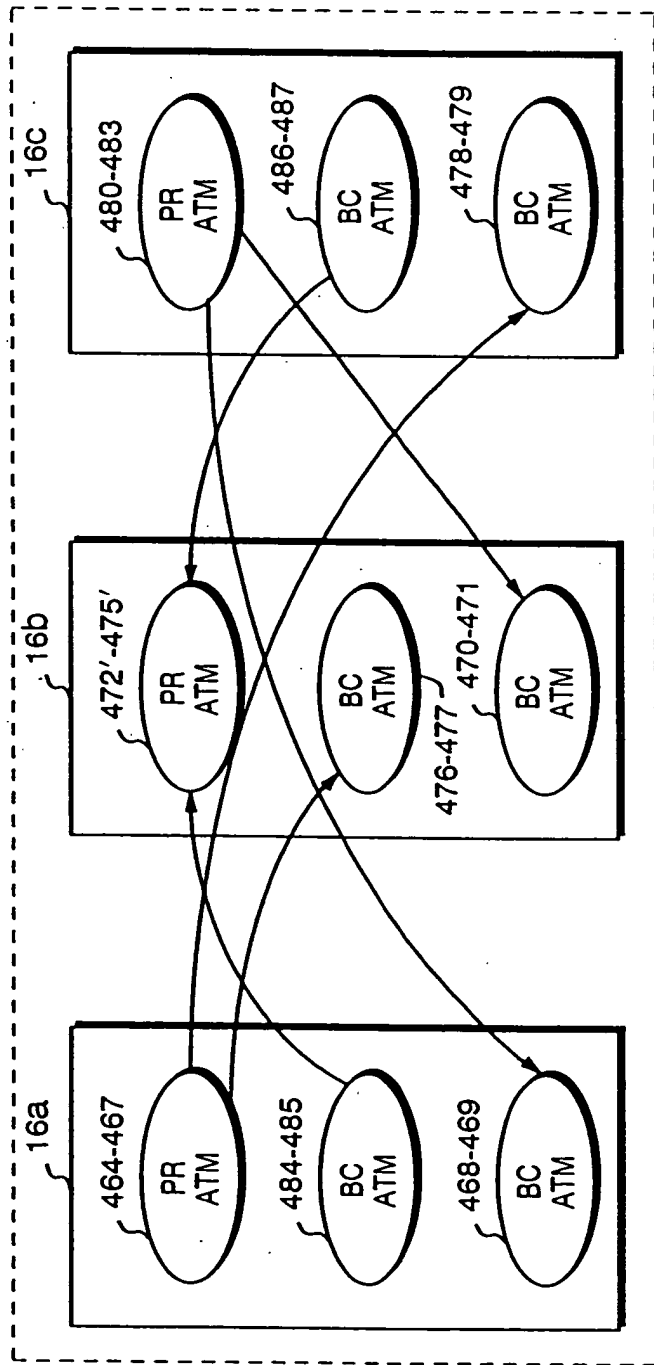 16a
464-467
PR
ATM
484-485
BC
ATM
468-469
BC
ATM
16b
472'-475'
PR
ATM
BC
ATM
476-477
470-471
BC
ATM
16c
480-483
PR
ATM
486-487
BC
ATM
478-479
BC
ATM